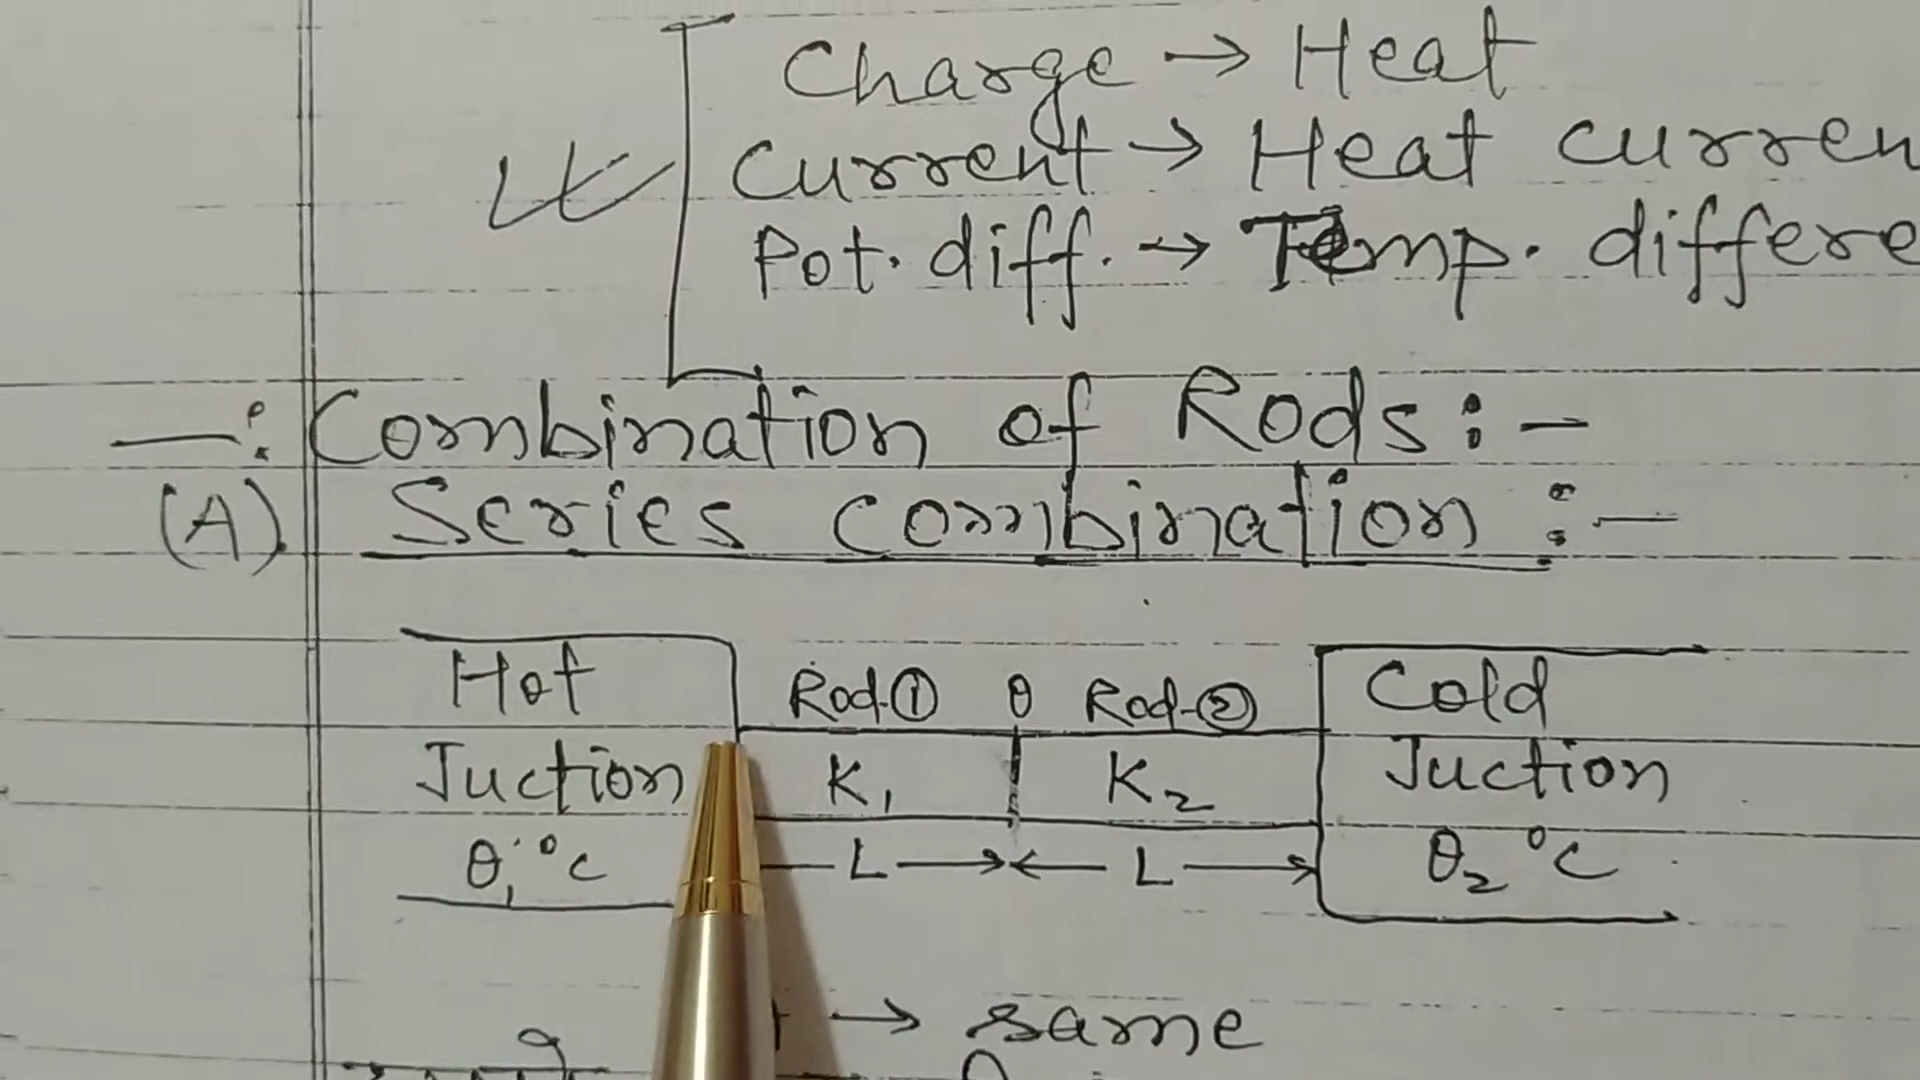 Charge → Heat
Current → Heat curren
Pot. diff. → Temp. differe
—: Combination of Rods :-
(A). Series combination :-
Hot Rod-① θ Rod-② Cold
Juction K₁ K₂ Juction
θ₁°c L L θ₂°C
→ same